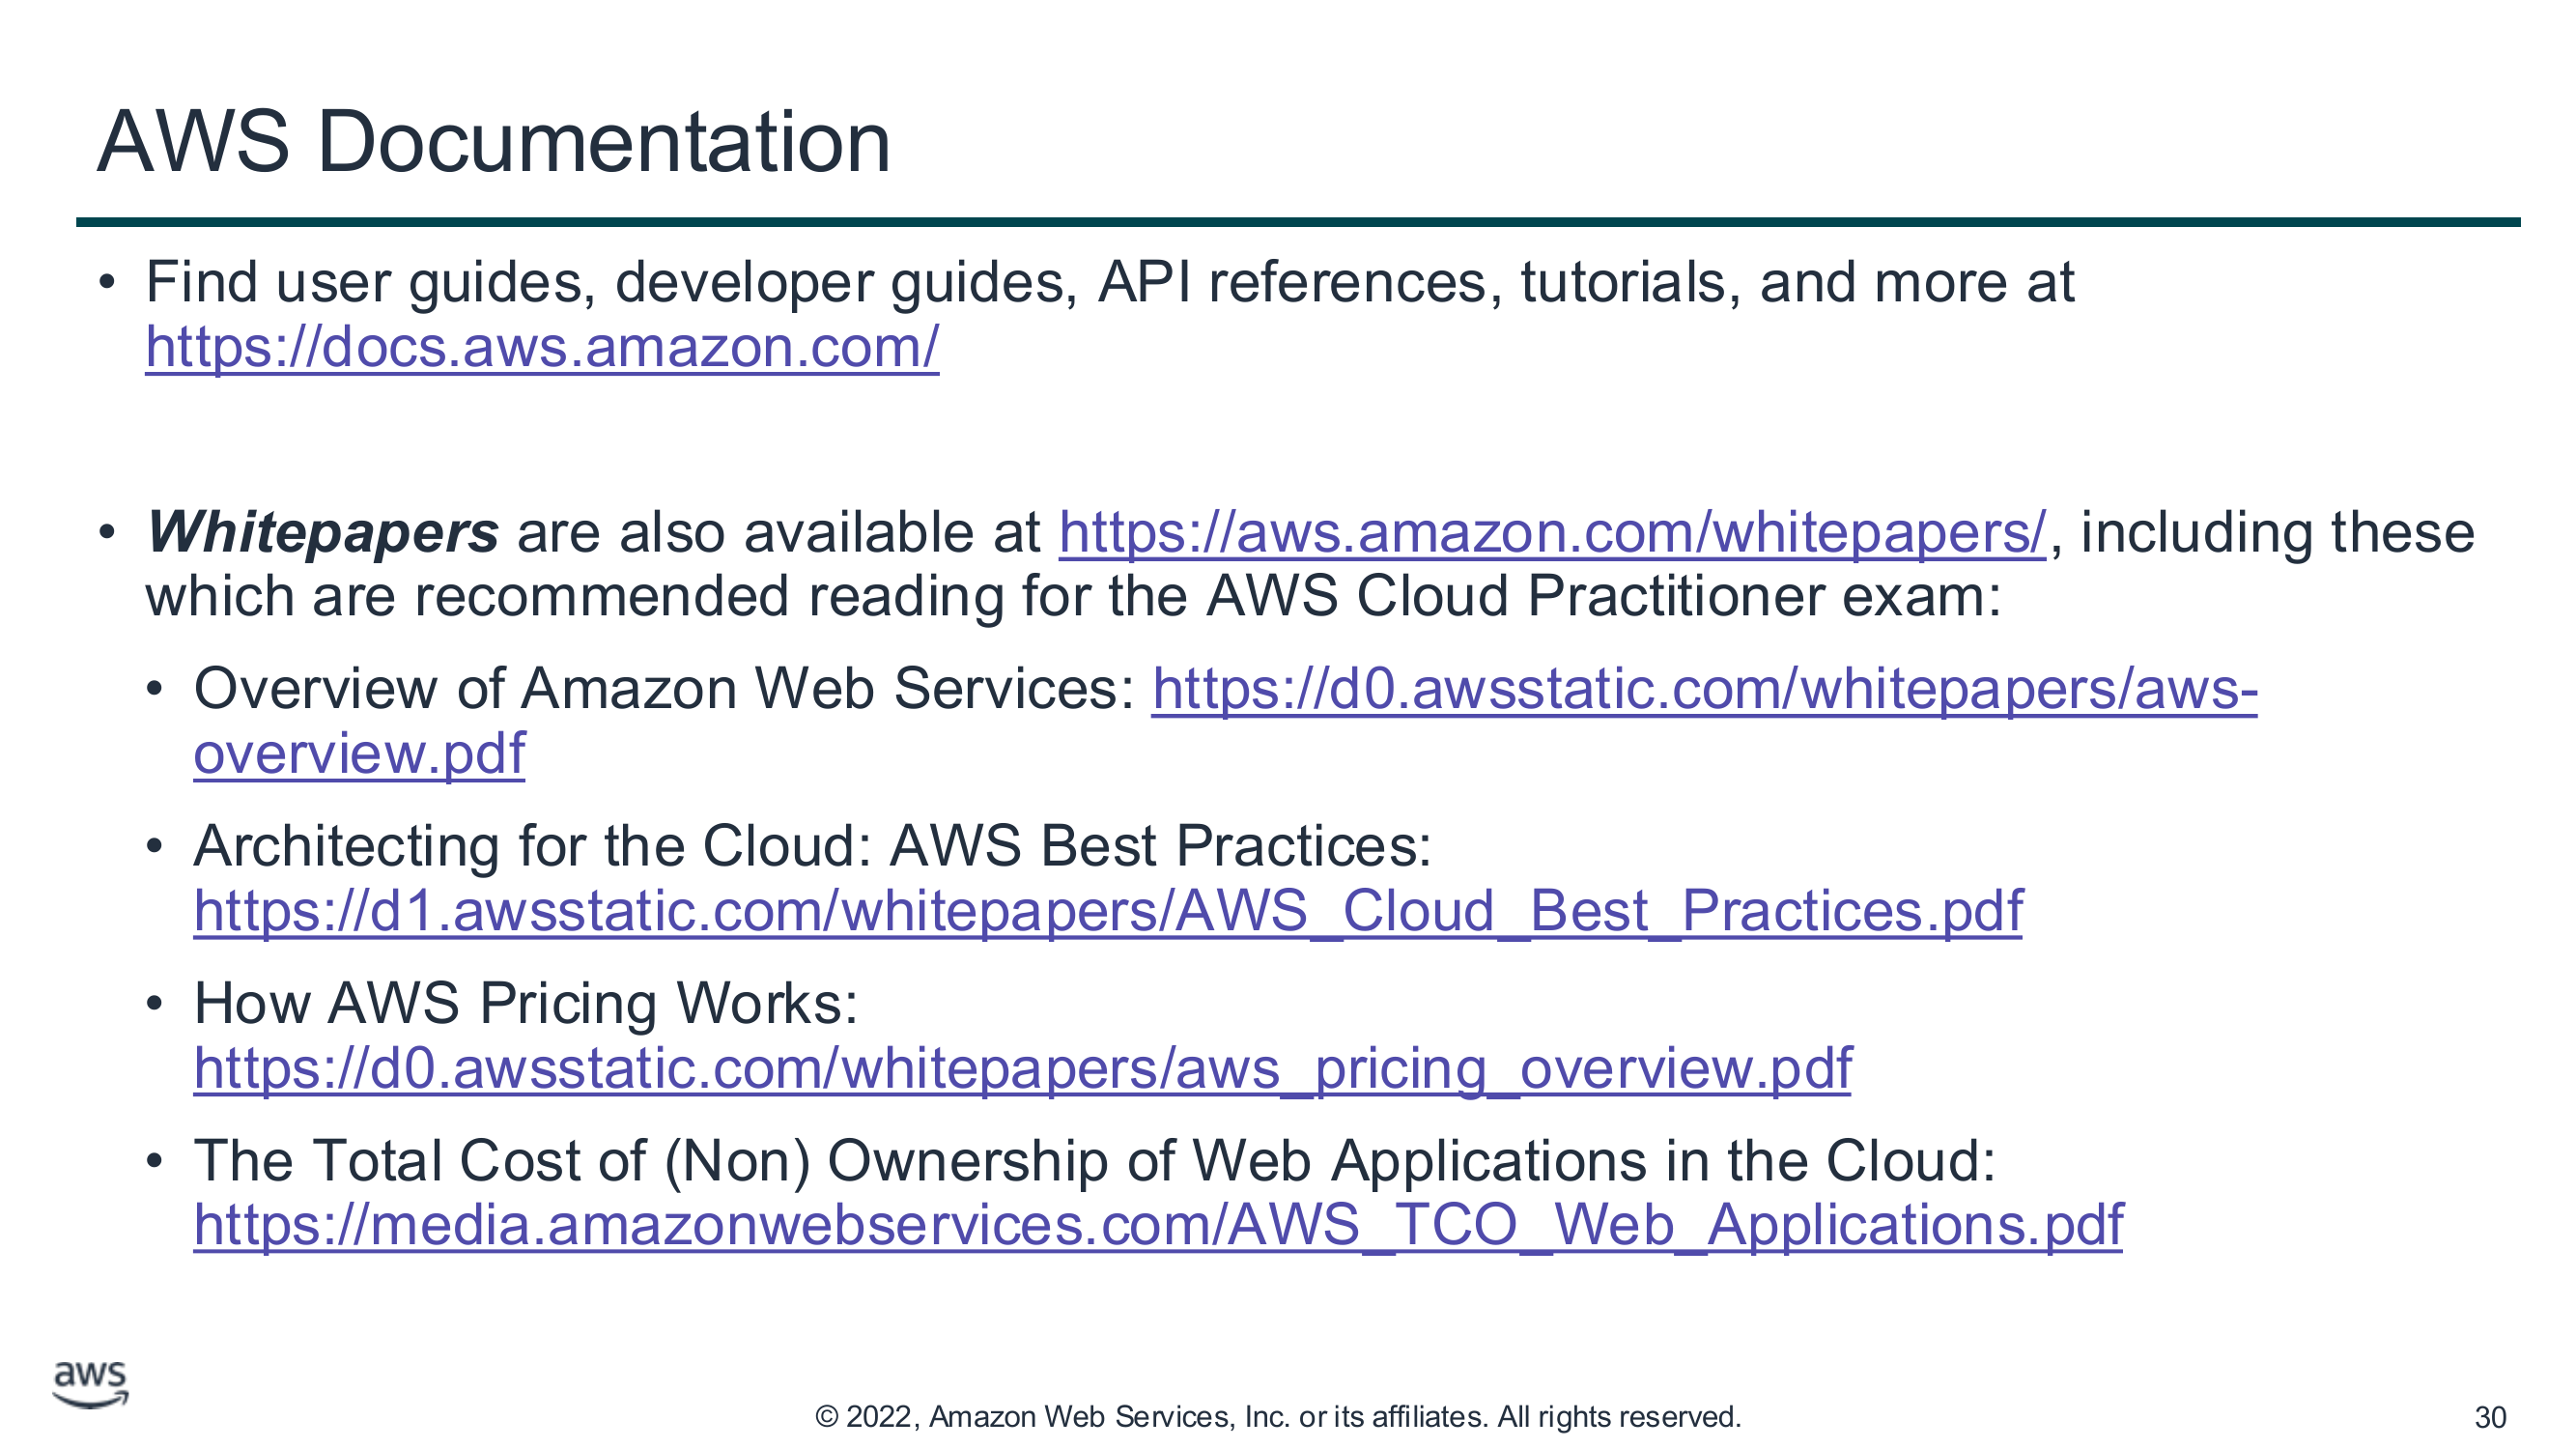 AWS Documentation
• Find user guides, developer guides, API references, tutorials, and more at
https://docs.aws.amazon.com/
• Whitepapers are also available at https://aws.amazon.com/whitepapers/, including these
which are recommended reading for the AWS Cloud Practitioner exam:
• Overview of Amazon Web Services: https://d0.awsstatic.com/whitepapers/aws-
overview.pdf
• Architecting for the Cloud: AWS Best Practices:
https://d1.awsstatic.com/whitepapers/AWS_Cloud_Best_Practices.pdf
• How AWS Pricing Works:
https://d0.awsstatic.com/whitepapers/aws_pricing_overview.pdf
• The Total Cost of (Non) Ownership of Web Applications in the Cloud:
https://media.amazonwebservices.com/AWS_TCO_Web_Applications.pdf
aws
© 2022, Amazon Web Services, Inc. or its affiliates. All rights reserved.
30